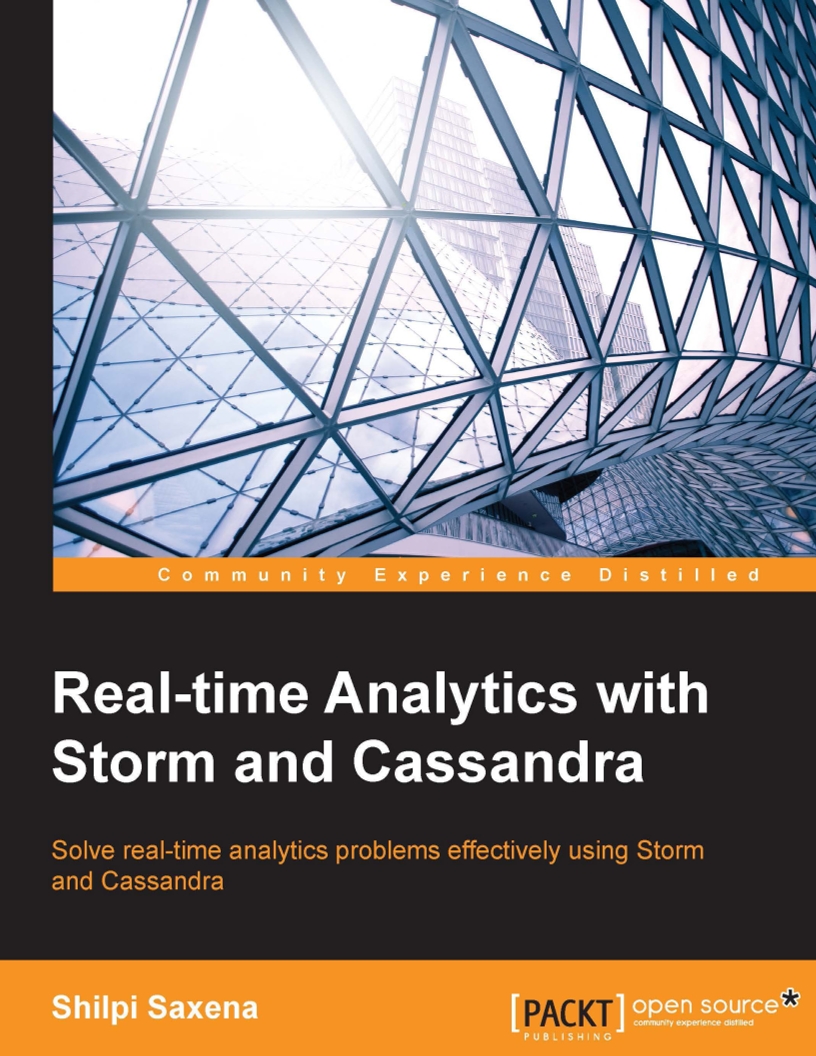 Community Experience Distilled
Real-time Analytics with
Storm and Cassandra
Solve real-time analytics problems effectively using Storm
and Cassandra
Shilpi Saxena
[PACKT] open source*
PUBLISHING community experience distilled